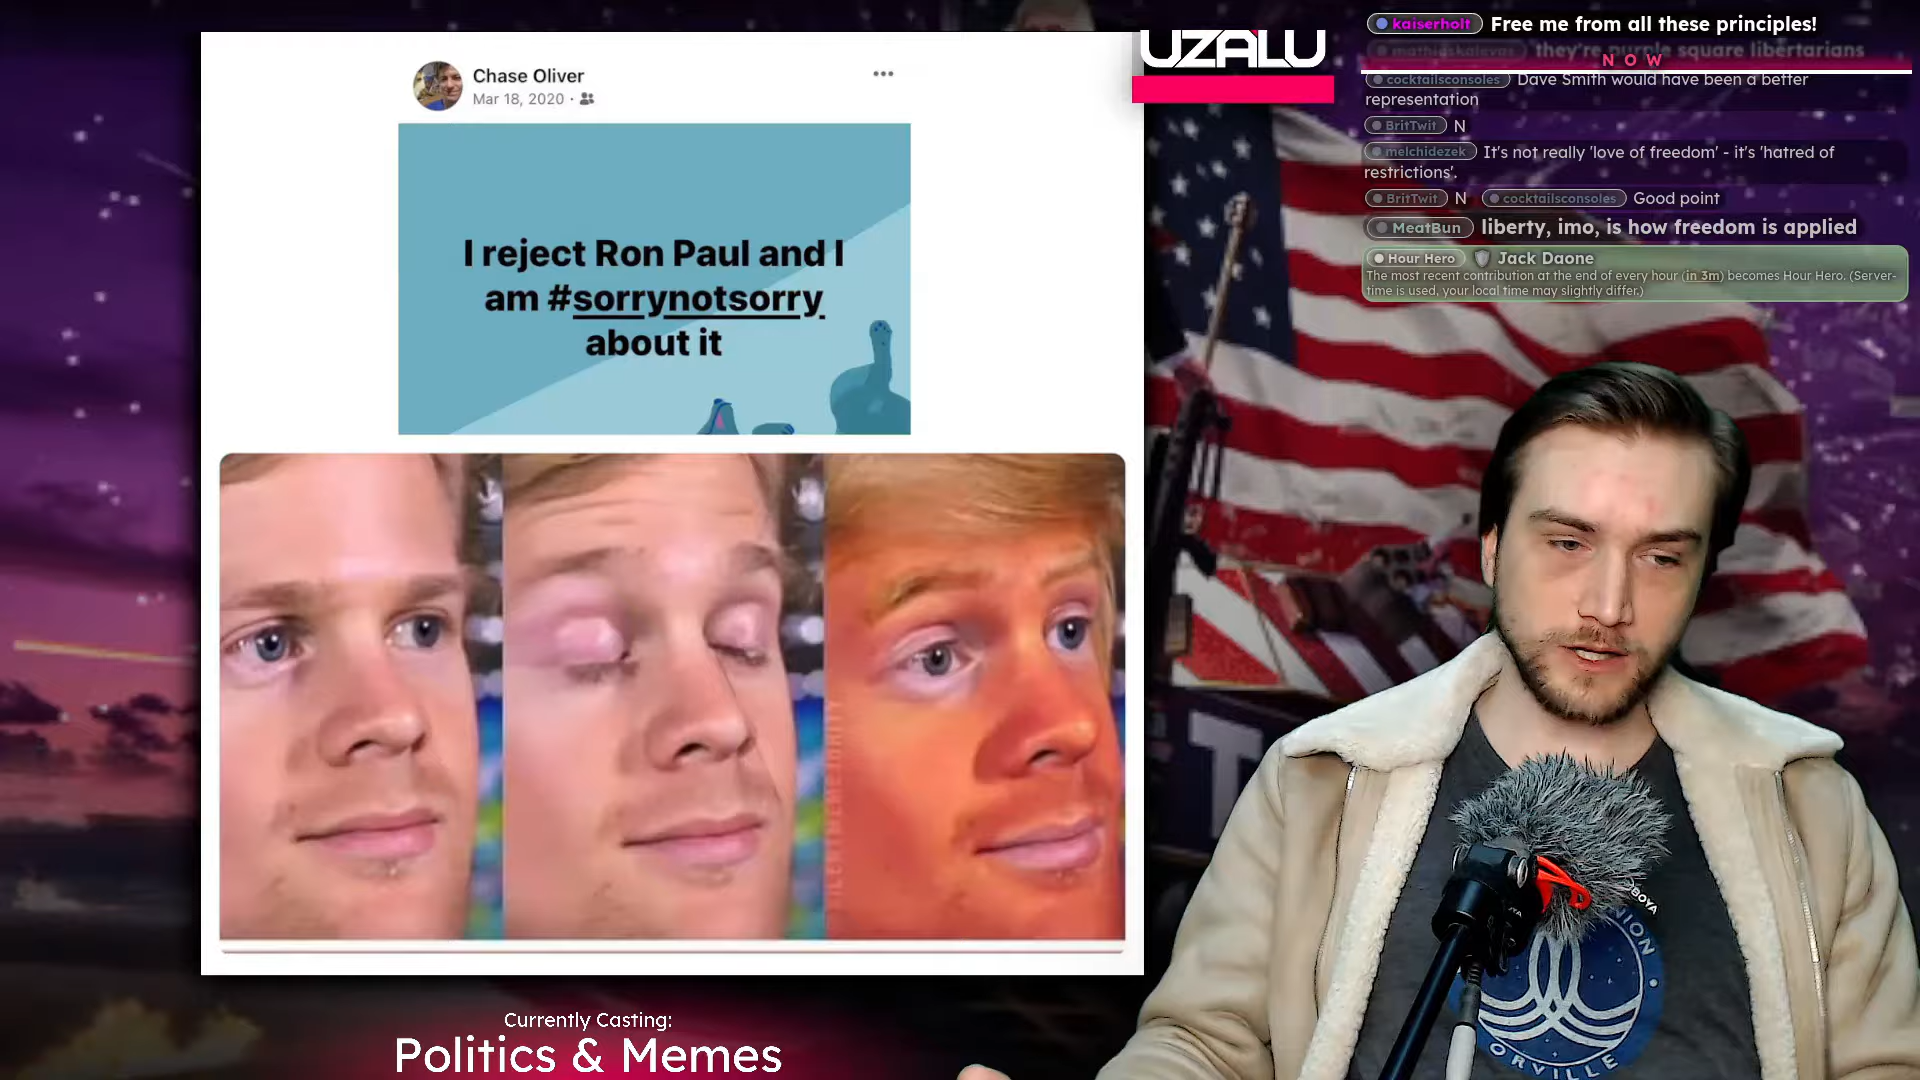 Chase Oliver
Mar 18, 2020 ·
I reject Ron Paul and I
am #sorrynotsorry
about it
Currently Casting:
Politics & Memes
UZALU
kaiserholt Free me from all these principles!
mathiaskalevas they're purple square libertarians
NOW
cocktailsconsoles Dave Smith would have been a better
representation
BritTwit N
melchidezek It's not really 'love of freedom' - it's 'hatred of
restrictions'.
BritTwit N cocktailsconsoles Good point
MeatBun liberty, imo, is how freedom is applied
Hour Hero Jack Daone
The most recent contribution at the end of every hour (in 3m) becomes Hour Hero. (Server-
time is used, your local time may slightly differ.)
BOYA
NION
ORVILLE